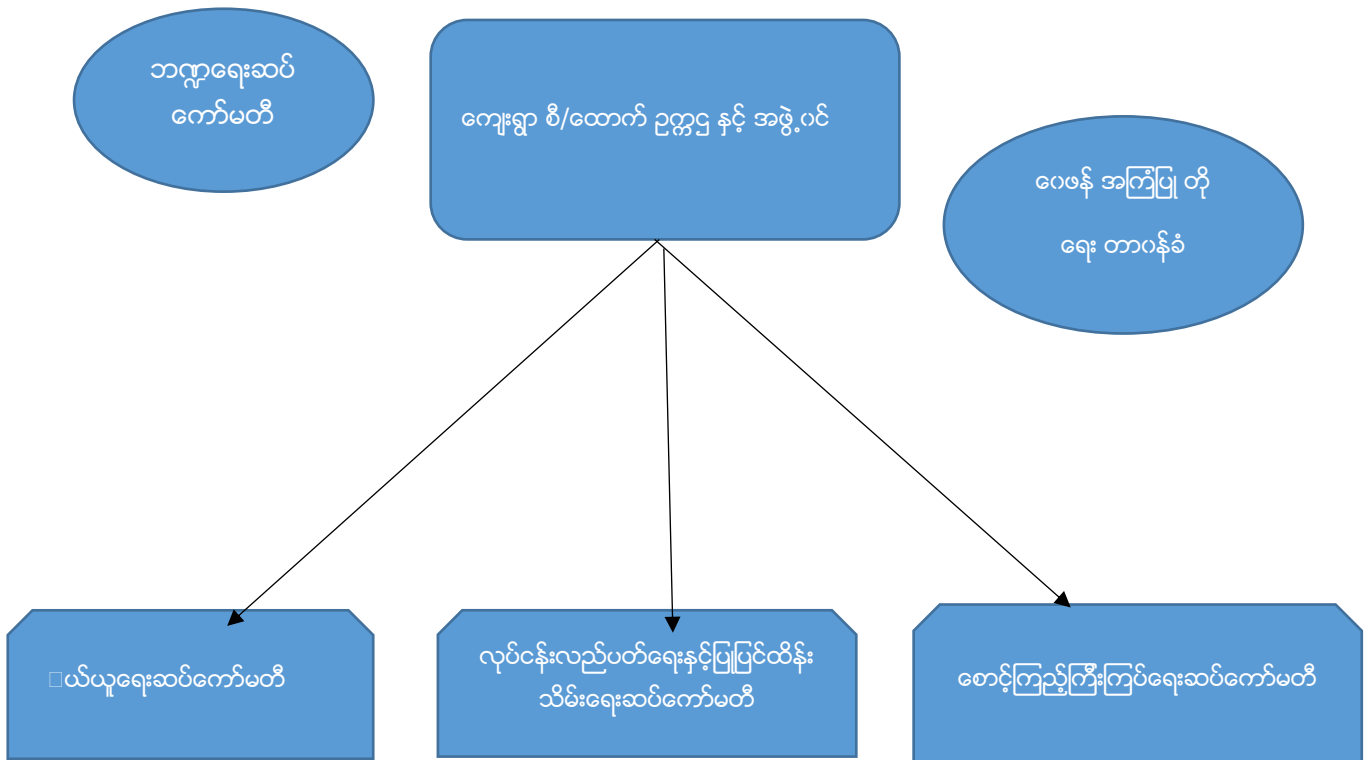 ဘဏ္ဍရေးဆပ်
ကော်မတီ
ကျေးရွာ စီ/ထောက် ဥက္ကဌ နှင့် အဖွဲ့ဝင်
ဝေဖန် အကြံပြု တို
ရေး တာဝန်ခံ
ယ်ယူရေးဆပ်ကော်မတီ
လုပ်ငန်းလည်ပတ်ရေးနှင့်ပြုပြင်ထိန်း
သိမ်းရေးဆပ်ကော်မတီ
စောင့်ကြည့်ကြီးကြပ်ရေးဆပ်ကော်မတီ